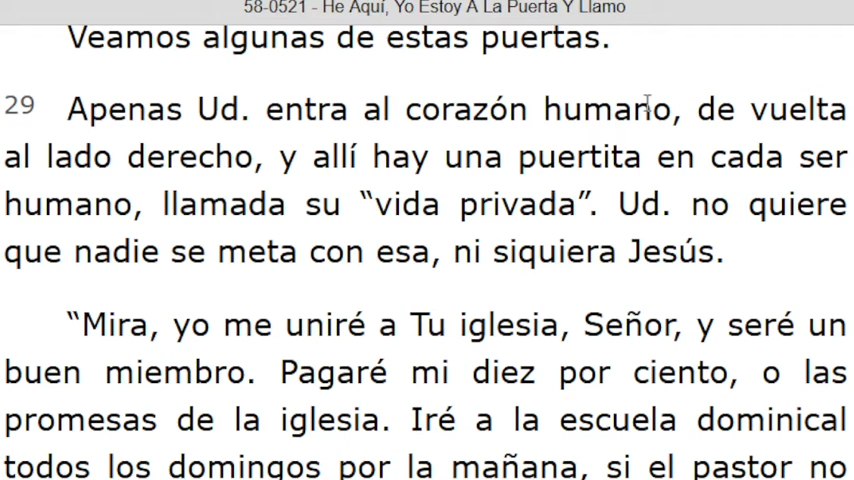 58-0521 - He Aquí, Yo Estoy A La Puerta Y Llamo
Veamos algunas de estas puertas.
29 Apenas Ud. entra al corazón humano, de vuelta
al lado derecho, y allí hay una puertita en cada ser
humano, llamada su “vida privada”. Ud. no quiere
que nadie se meta con esa, ni siquiera Jesús.
“Mira, yo me uniré a Tu iglesia, Señor, y seré un
buen miembro. Pagaré mi diez por ciento, o las
promesas de la iglesia. Iré a la escuela dominical
todos los domingos por la mañana, si el pastor no